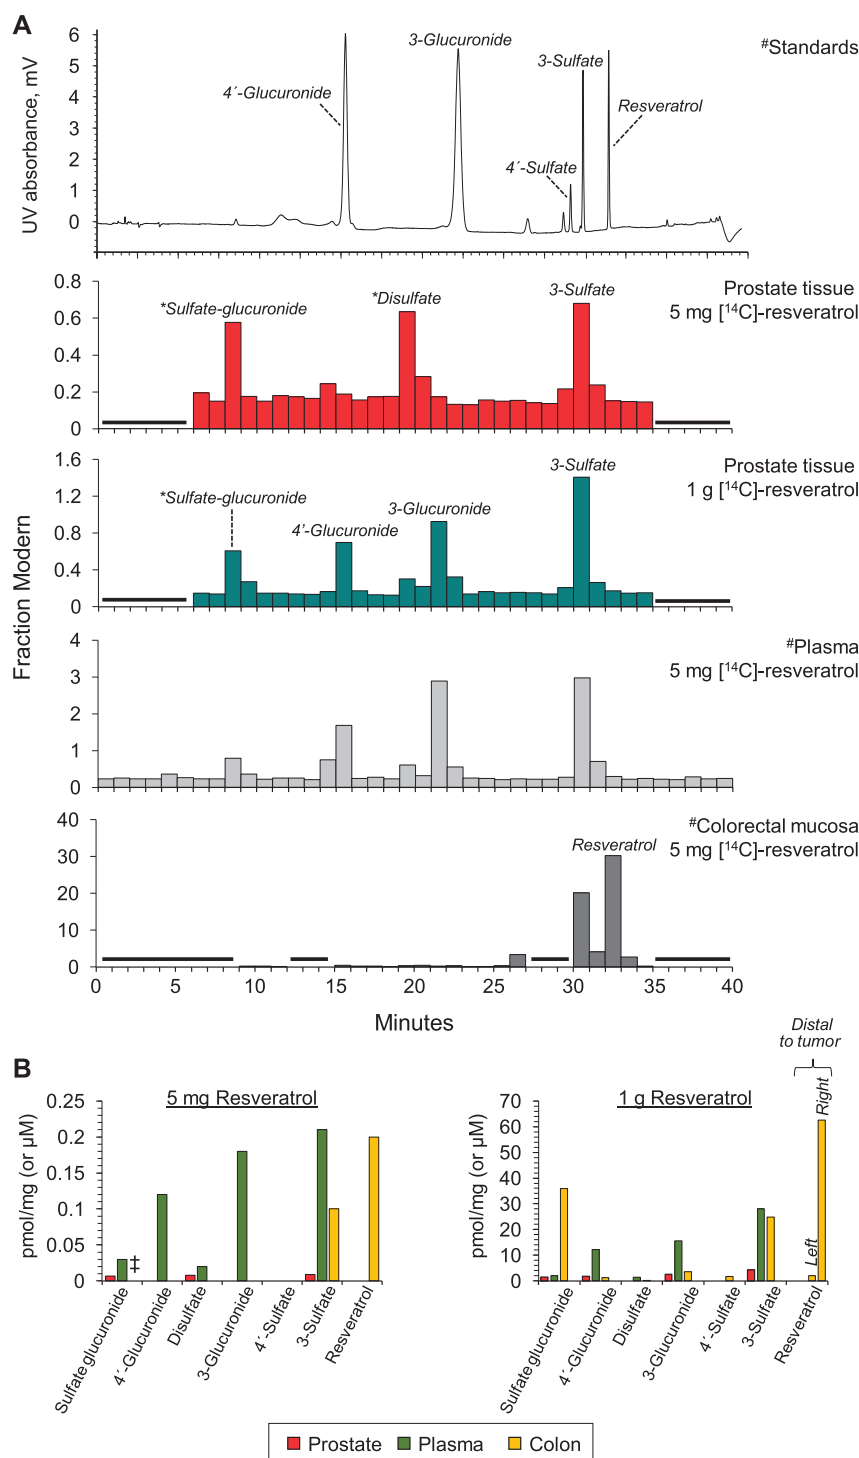 A
#Standards
UV absorbance, mV
6
5
4
3
2
1
0
4´-Glucuronide
3-Glucuronide
3-Sulfate
4´-Sulfate
Resveratrol
Fraction Modern
Prostate tissue
5 mg [¹⁴C]-resveratrol
0.8
0.6
0.4
0.2
0
*Sulfate-glucuronide
*Disulfate
3-Sulfate
Prostate tissue
1 g [¹⁴C]-resveratrol
1.6
1.2
0.8
0.4
0
*Sulfate-glucuronide
4'-Glucuronide
3-Glucuronide
3-Sulfate
#Plasma
5 mg [¹⁴C]-resveratrol
4
3
2
1
0
#Colorectal mucosa
5 mg [¹⁴C]-resveratrol
40
30
20
10
0
Resveratrol
0 5 10 15 20 25 30 35 40
Minutes
B
5 mg Resveratrol
pmol/mg (or µM)
0.25
0.2
0.15
0.1
0.05
0
‡
Sulfate glucuronide
4´-Glucuronide
Disulfate
3-Glucuronide
4´-Sulfate
3-Sulfate
Resveratrol
1 g Resveratrol
Distal
to tumor
pmol/mg (or µM)
70
60
50
40
30
20
10
0
Left
Right
Sulfate glucuronide
4´-Glucuronide
Disulfate
3-Glucuronide
4´-Sulfate
3-Sulfate
Resveratrol
Prostate Plasma Colon